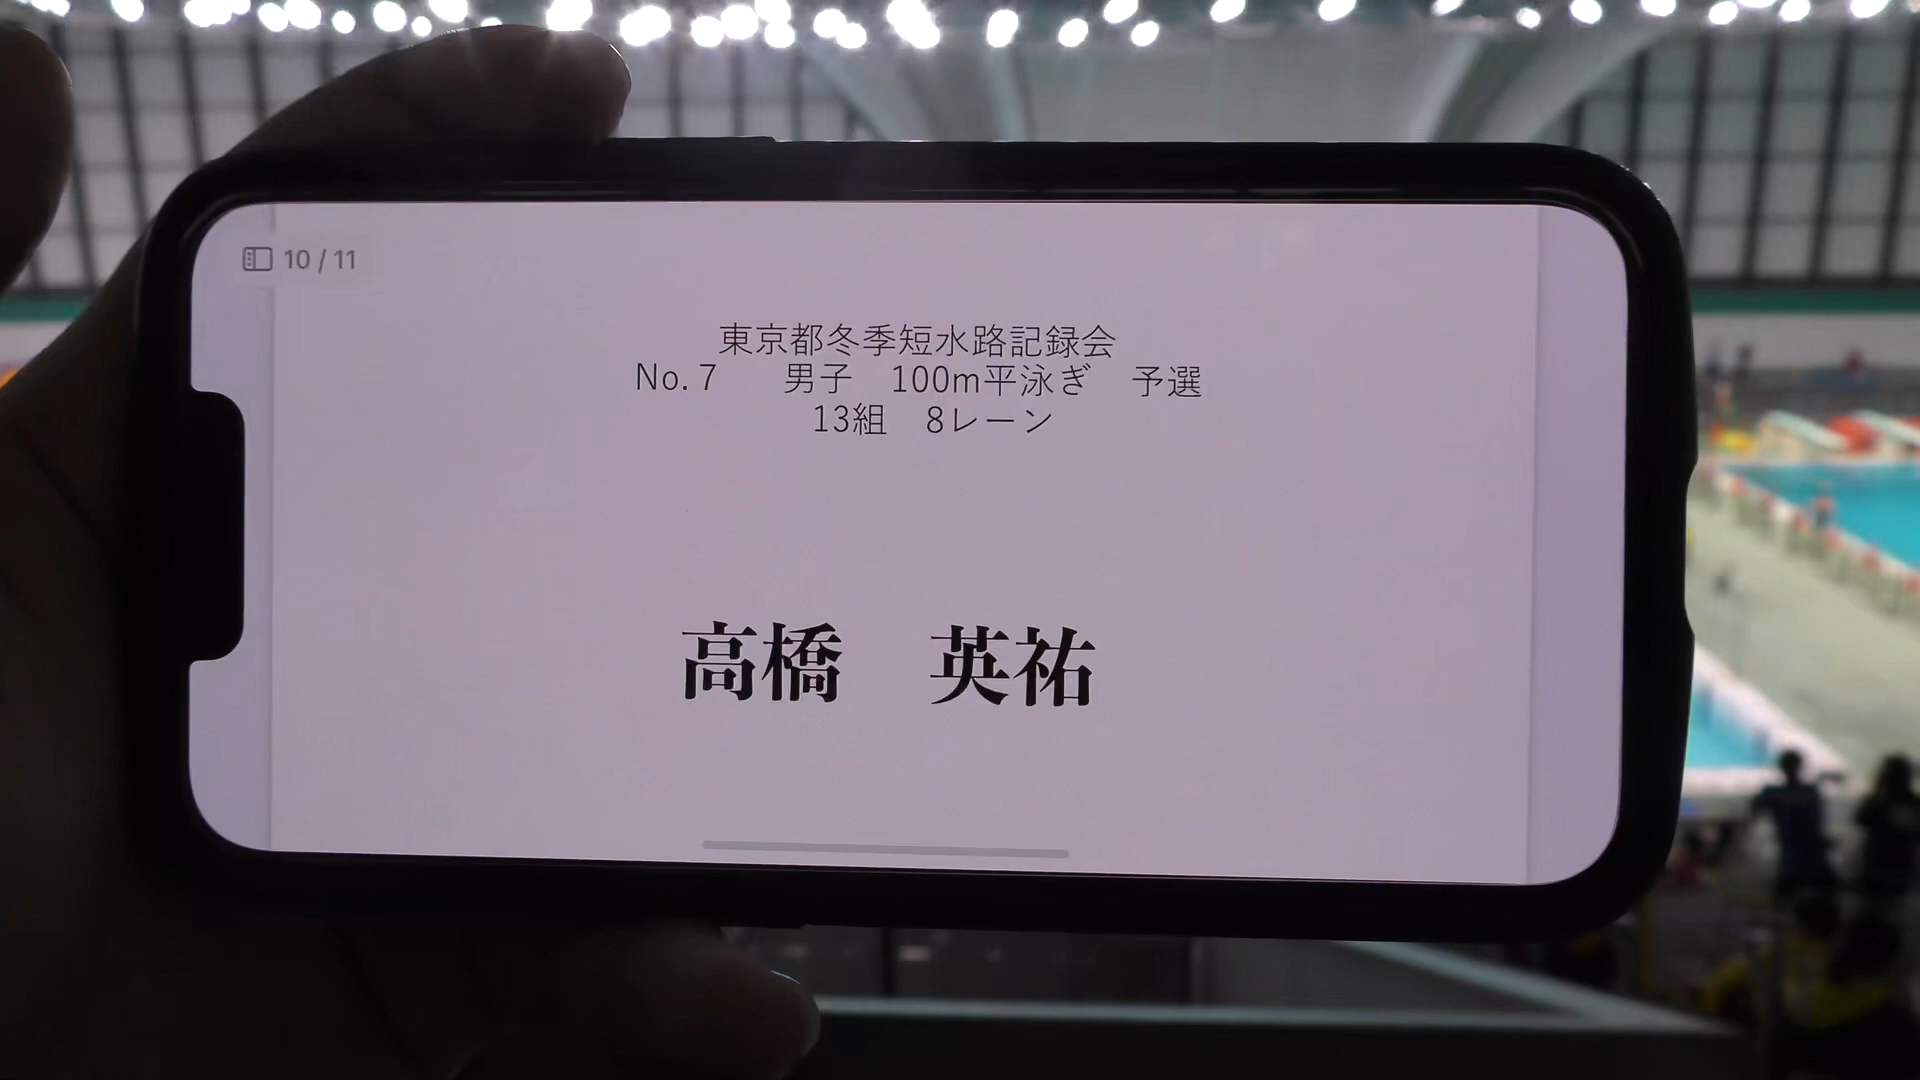 10 / 11
東京都冬季短水路記録会
No. 7　男子　100m平泳ぎ　予選
13組　8レーン
高橋　英祐